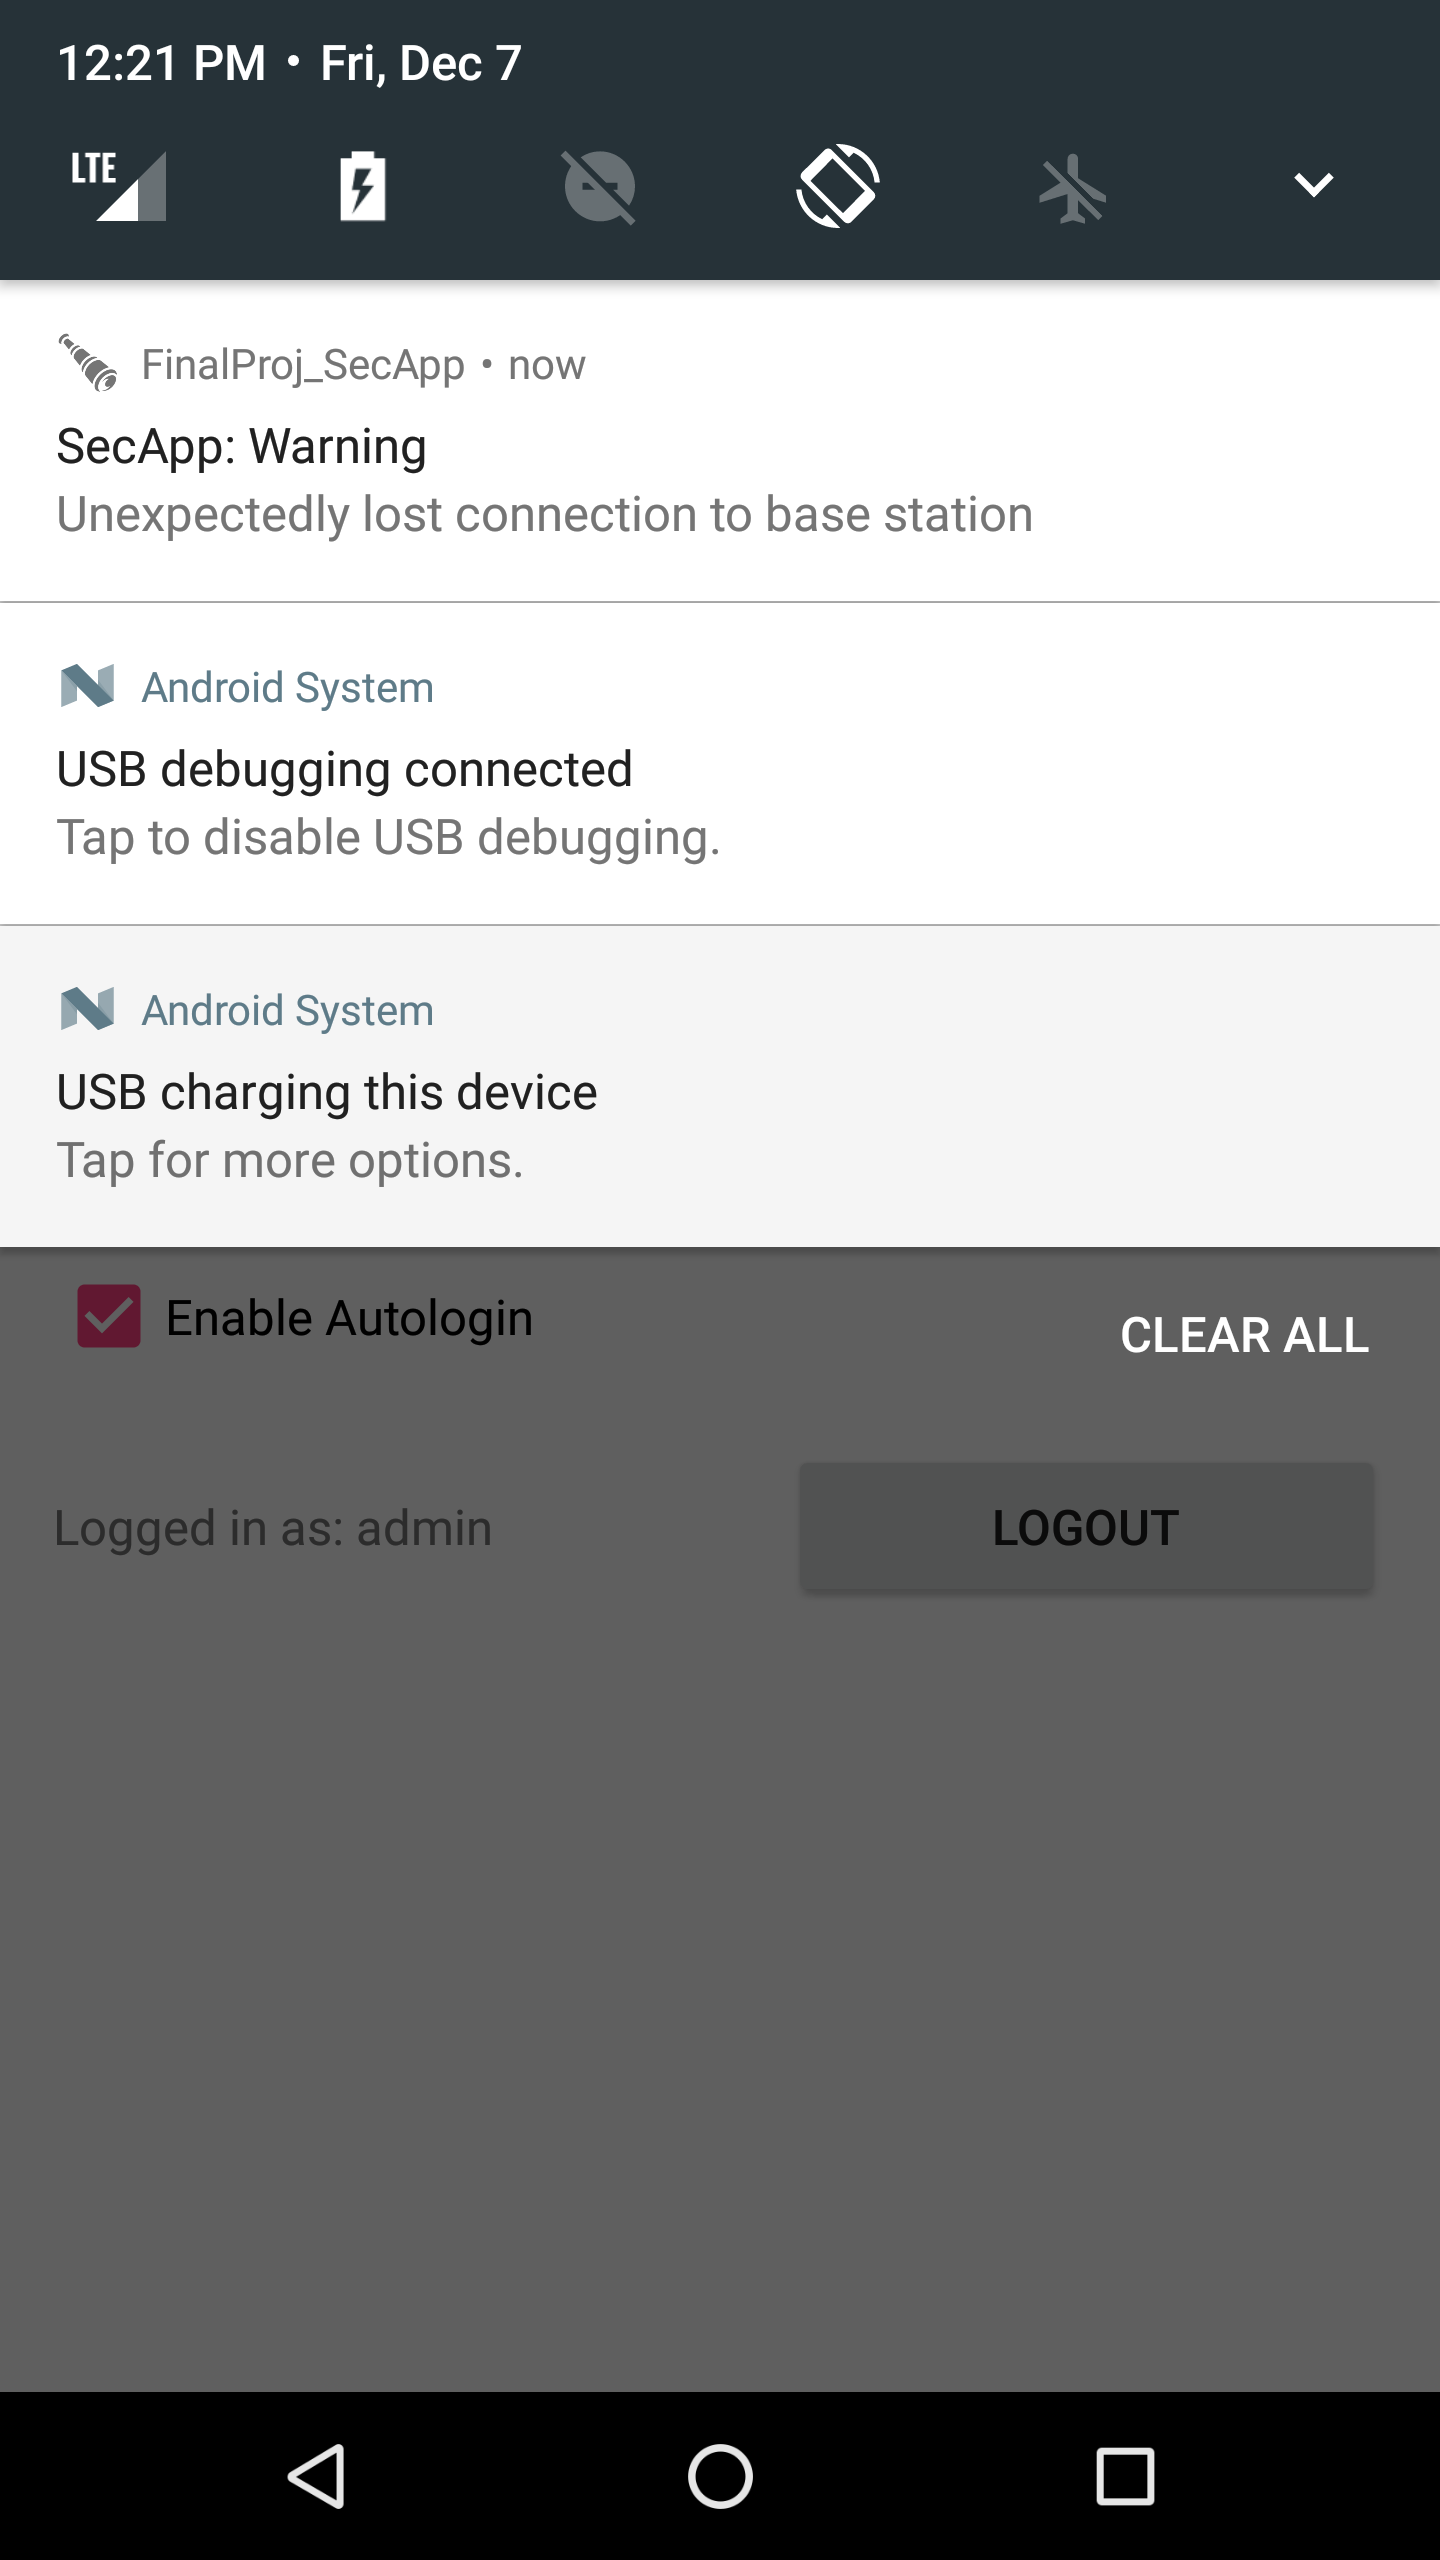 12:21 PM • Fri, Dec 7
LTE
FinalProj_SecApp • now
SecApp: Warning
Unexpectedly lost connection to base station
Android System
USB debugging connected
Tap to disable USB debugging.
Android System
USB charging this device
Tap for more options.
Enable Autologin
CLEAR ALL
Logged in as: admin
LOGOUT